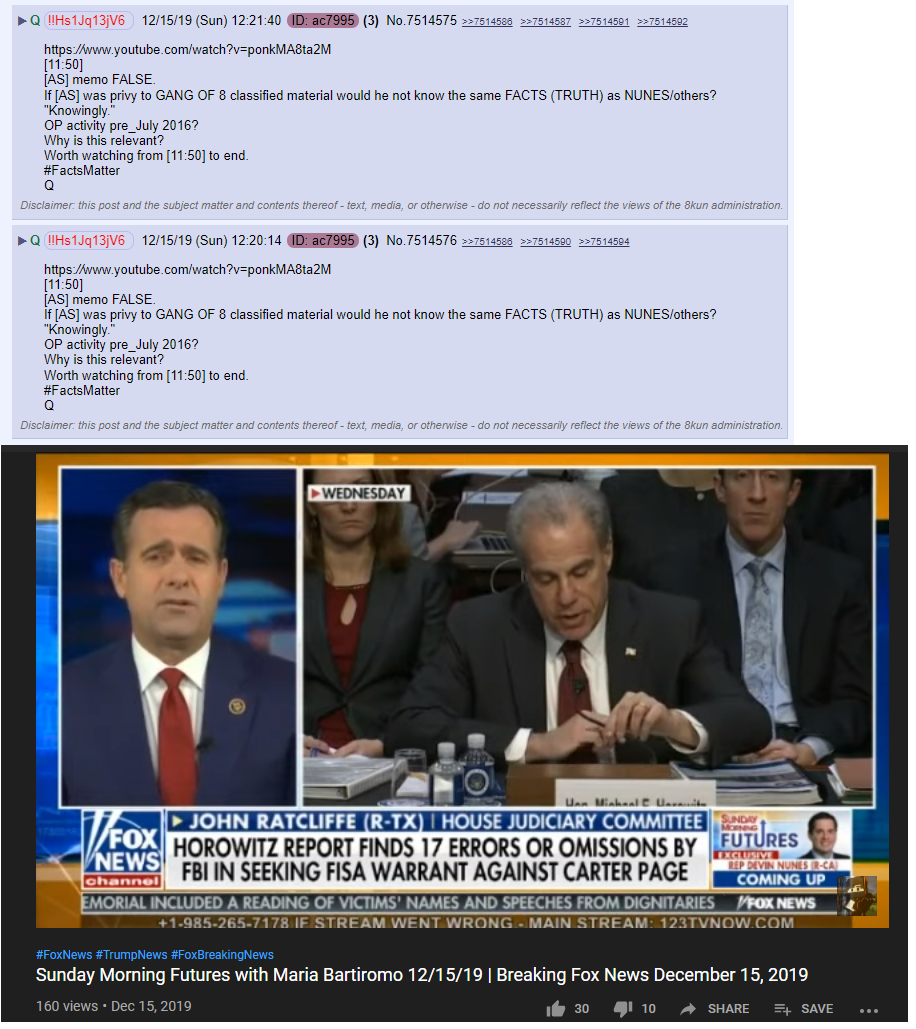 Q !!Hs1Jq13jV6 12/15/19 (Sun) 12:21:40 ID: ac7995 (3) No.7514575 >>7514586 >>7514587 >>7514591 >>7514592
https://www.youtube.com/watch?v=ponkMA8ta2M
[11:50]
[AS] memo FALSE.
If [AS] was privy to GANG OF 8 classified material would he not know the same FACTS (TRUTH) as NUNES/others?
"Knowingly."
OP activity pre_July 2016?
Why is this relevant?
Worth watching from [11:50] to end.
#FactsMatter
Q
Disclaimer: this post and the subject matter and contents thereof - text, media, or otherwise - do not necessarily reflect the views of the 8kun administration.
Q !!Hs1Jq13jV6 12/15/19 (Sun) 12:20:14 ID: ac7995 (3) No.7514576 >>7514586 >>7514590 >>7514594
https://www.youtube.com/watch?v=ponkMA8ta2M
[11:50]
[AS] memo FALSE.
If [AS] was privy to GANG OF 8 classified material would he not know the same FACTS (TRUTH) as NUNES/others?
"Knowingly."
OP activity pre_July 2016?
Why is this relevant?
Worth watching from [11:50] to end.
#FactsMatter
Q
Disclaimer: this post and the subject matter and contents thereof - text, media, or otherwise - do not necessarily reflect the views of the 8kun administration.
WEDNESDAY
Hon. Michael E. Horowitz
JOHN RATCLIFFE (R-TX) | HOUSE JUDICIARY COMMITTEE
HOROWITZ REPORT FINDS 17 ERRORS OR OMISSIONS BY
FBI IN SEEKING FISA WARRANT AGAINST CARTER PAGE
FOX
NEWS
channel
SUNDAY
MORNING
FUTURES
EXCLUSIVE
REP DEVIN NUNES (R-CA)
COMING UP
EMORIAL INCLUDED A READING OF VICTIMS' NAMES AND SPEECHES FROM DIGNITARIES
FOX NEWS
+1-985-265-7178 IF STREAM WENT WRONG - MAIN STREAM: 123TVNOW.COM
#FoxNews #TrumpNews #FoxBreakingNews
Sunday Morning Futures with Maria Bartiromo 12/15/19 | Breaking Fox News December 15, 2019
160 views • Dec 15, 2019
30
10
SHARE
SAVE